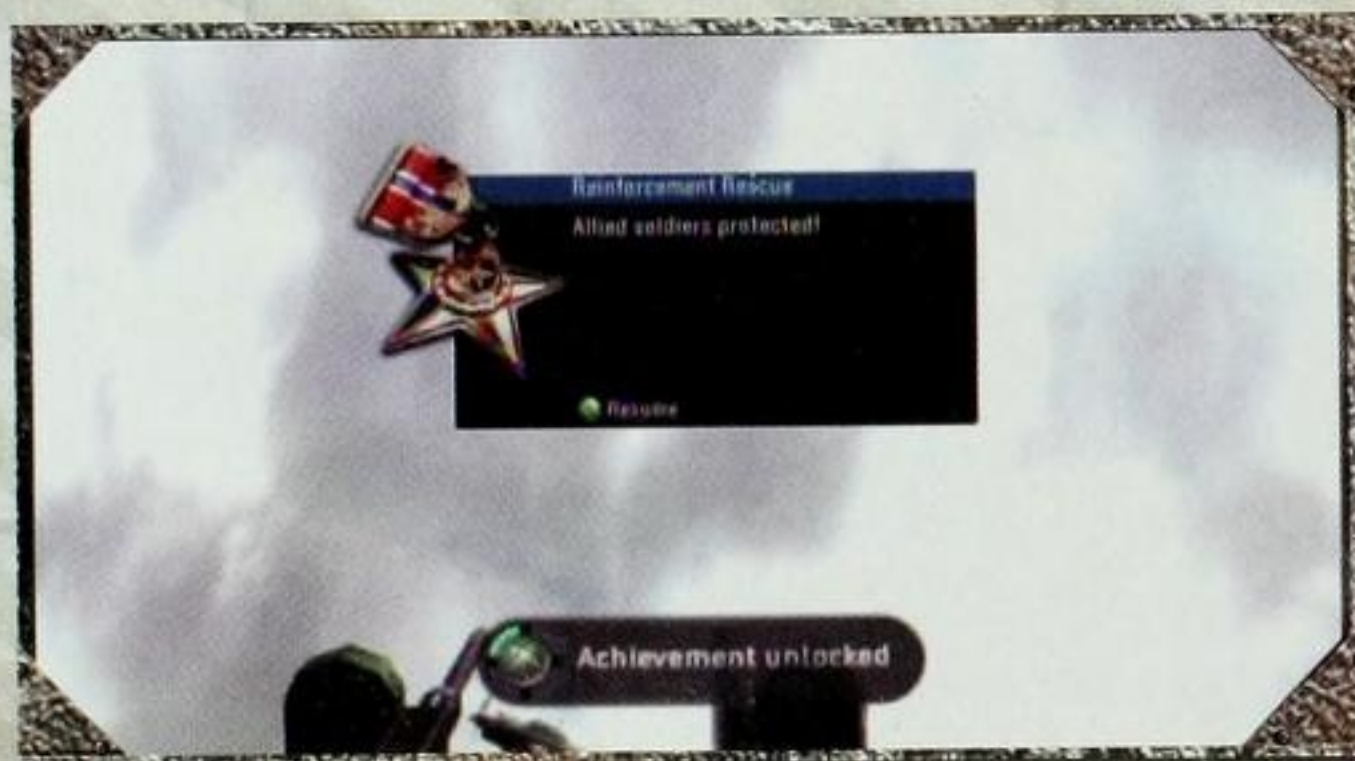 Reinforcement Rescue
Allied soldiers protected!
Resume
Achievement unlocked